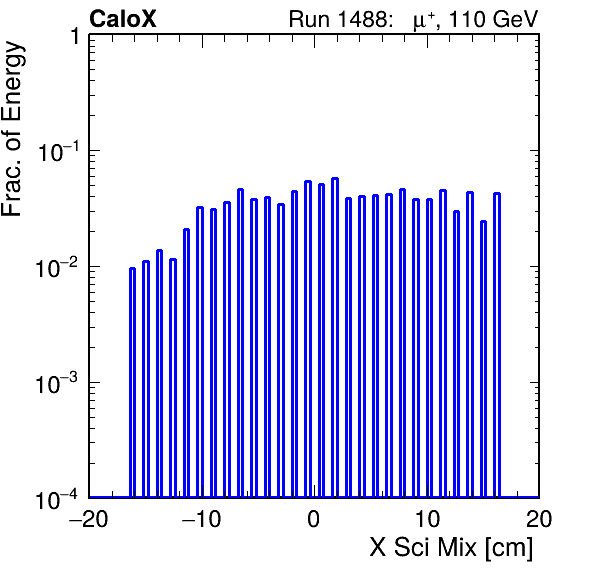 CaloX Run 1488: μ⁺, 110 GeV
Frac. of Energy
1
10⁻¹
10⁻²
10⁻³
10⁻⁴
−20 −10 0 10 20
X Sci Mix [cm]